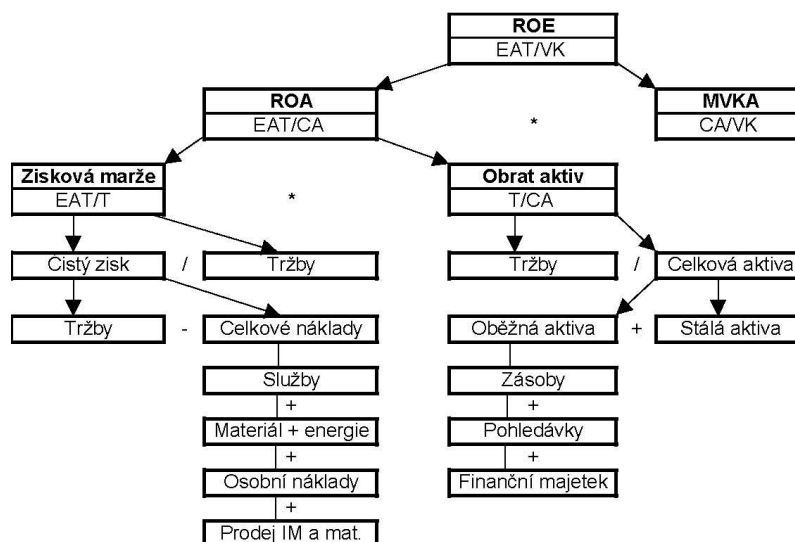 ROE
EAT/VK
ROA
MVKA
EAT/CA
*
CA/VK
Zisková marže
Obrat aktiv
EAT/T
*
T/CA
Čistý zisk / Tržby
Tržby / Celková aktiva
Tržby - Celkové náklady
Oběžná aktiva + Stálá aktiva
Služby
Zásoby
+
+
Materiál + energie
Pohledávky
+
+
Osobní náklady
Finanční majetek
+
Prodej IM a mat.